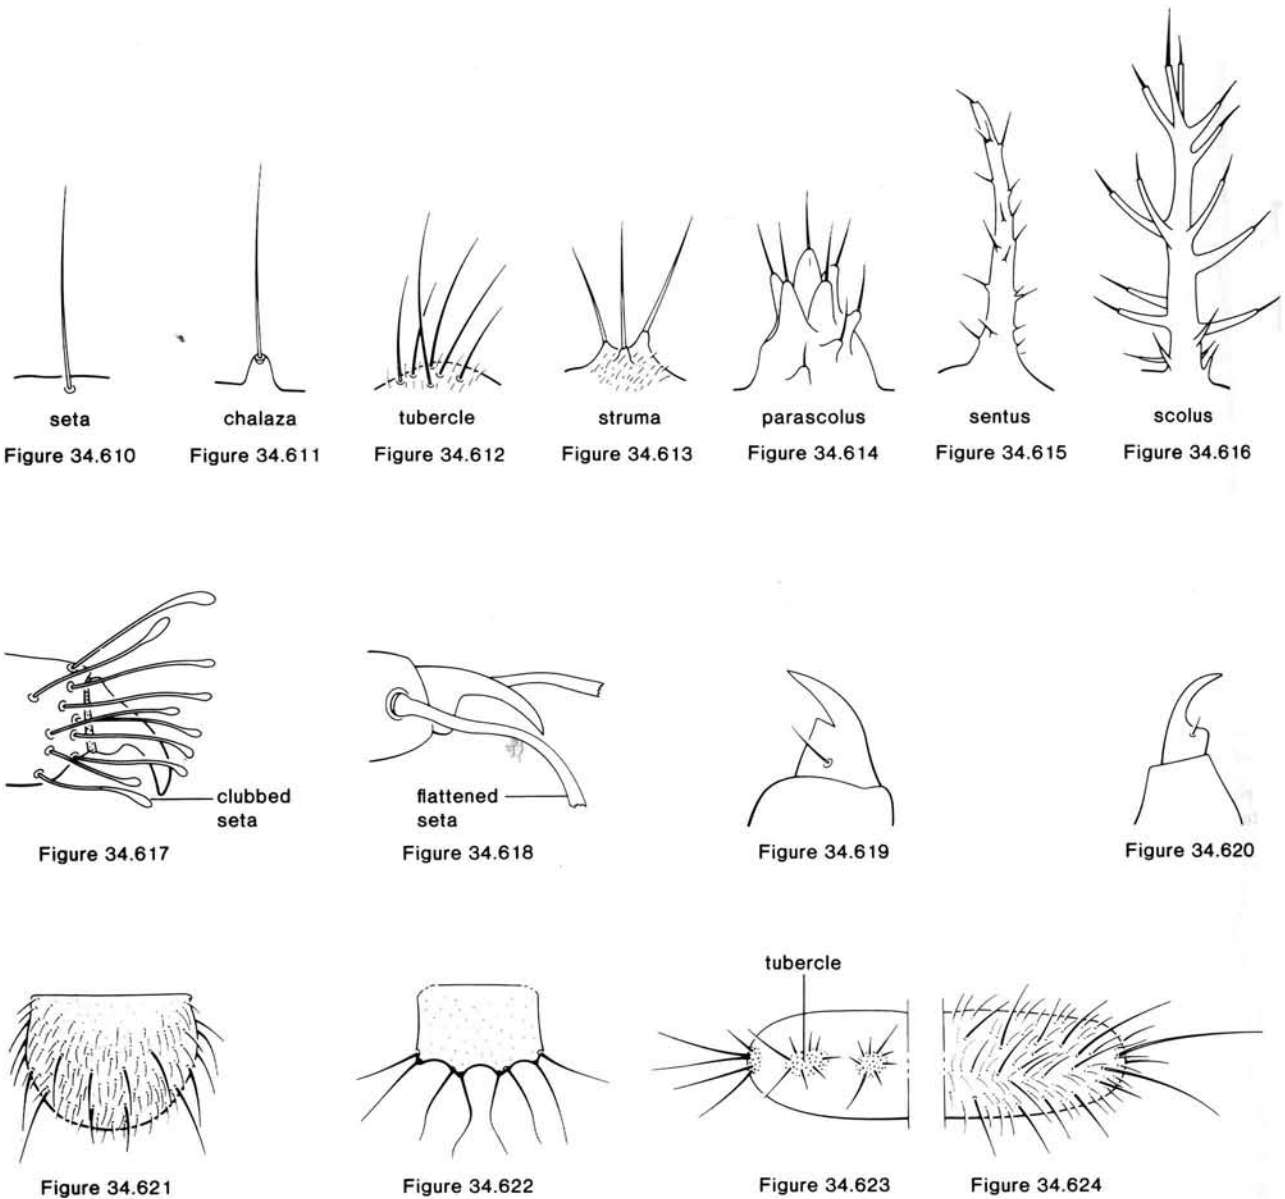 seta
chalaza
tubercle
struma
parascolus
sentus
scolus
Figure 34.610
Figure 34.611
Figure 34.612
Figure 34.613
Figure 34.614
Figure 34.615
Figure 34.616
clubbed
seta
flattened
seta
Figure 34.617
Figure 34.618
Figure 34.619
Figure 34.620
tubercle
Figure 34.621
Figure 34.622
Figure 34.623
Figure 34.624